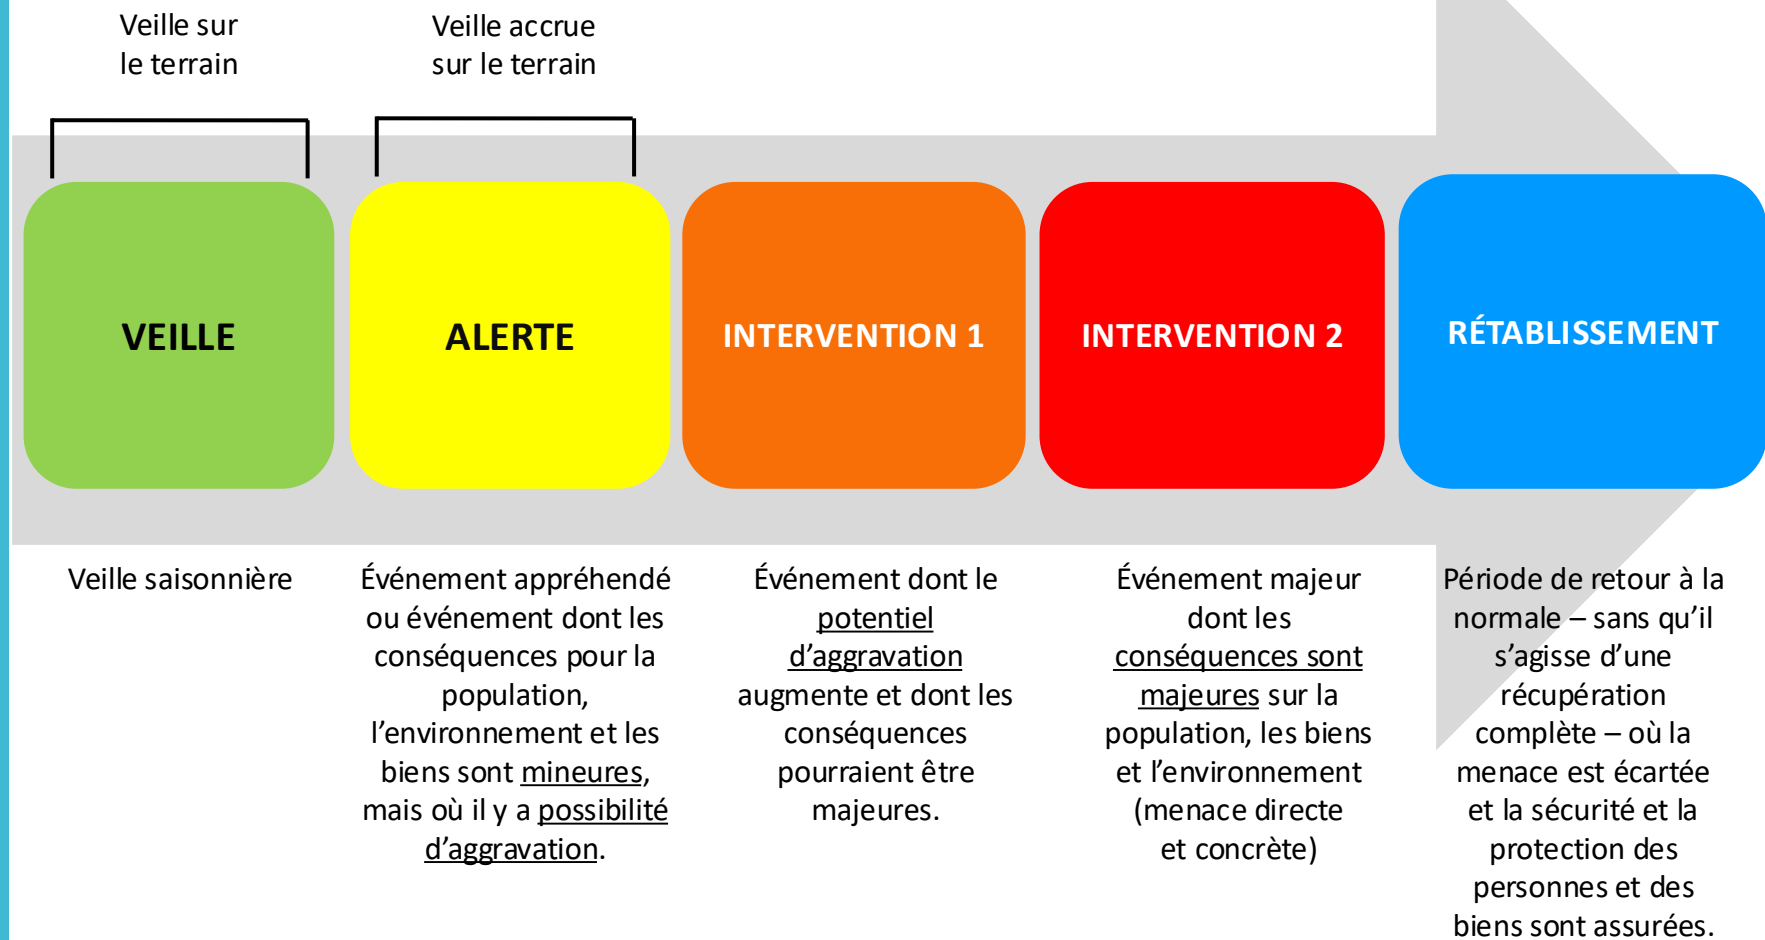 Veille sur
le terrain
Veille accrue
sur le terrain
VEILLE
ALERTE
INTERVENTION 1
INTERVENTION 2
RÉTABLISSEMENT
Veille saisonnière
Événement appréhendé
ou événement dont les
conséquences pour la
population,
l’environnement et les
biens sont mineures,
mais où il y a possibilité
d’aggravation.
Événement dont le
potentiel
d’aggravation
augmente et dont les
conséquences
pourraient être
majeures.
Événement majeur
dont les
conséquences sont
majeures sur la
population, les biens
et l’environnement
(menace directe
et concrète)
Période de retour à la
normale – sans qu’il
s’agisse d’une
récupération
complète – où la
menace est écartée
et la sécurité et la
protection des
personnes et des
biens sont assurées.